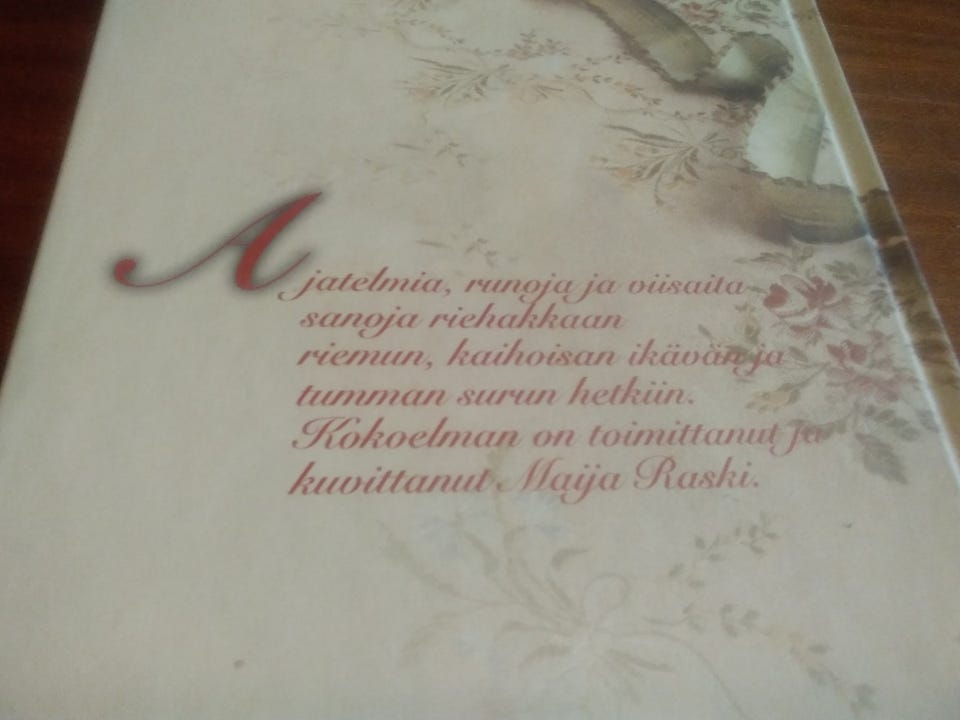 Ajatelmia, runoja ja viisaita
sanoja riehakkaan
riemun, kaihoisan ikävän ja
tumman surun hetkiin.
Kokoelman on toimittanut ja
kuvittanut Maija Raski.